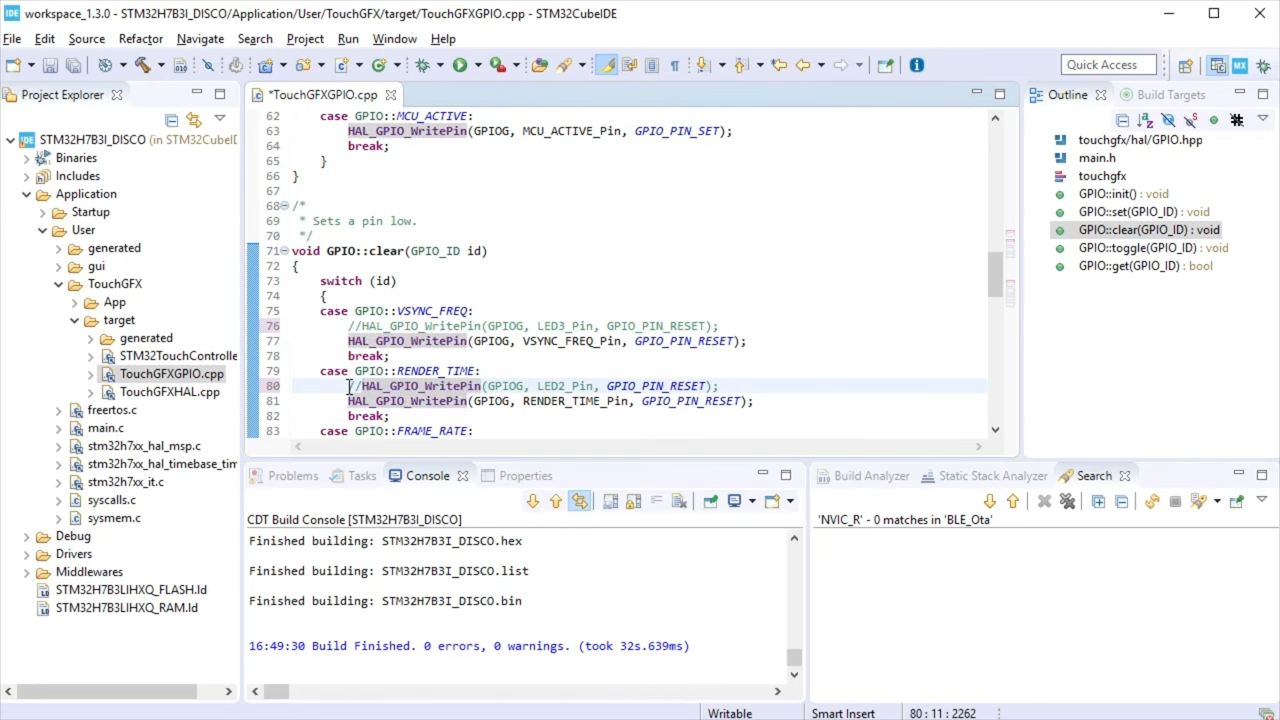 IDE workspace_1.3.0 - STM32H7B3I_DISCO/Application/User/TouchGFX/target/TouchGFXGPIO.cpp - STM32CubeIDE
File Edit Source Refactor Navigate Search Project Run Window Help
Quick Access
Project Explorer
STM32H7B3I_DISCO (in STM32CubeID
Binaries
Includes
Application
Startup
User
generated
gui
TouchGFX
App
target
generated
STM32TouchControlle
TouchGFXGPIO.cpp
TouchGFXHAL.cpp
freertos.c
main.c
stm32h7xx_hal_msp.c
stm32h7xx_hal_timebase_tim
stm32h7xx_it.c
syscalls.c
sysmem.c
Debug
Drivers
Middlewares
STM32H7B3LIHXQ_FLASH.ld
STM32H7B3LIHXQ_RAM.ld
*TouchGFXGPIO.cpp
62 case GPIO::MCU_ACTIVE:
63 HAL_GPIO_WritePin(GPIOG, MCU_ACTIVE_Pin, GPIO_PIN_SET);
64 break;
65 }
66 }
67
68 /*
69 * Sets a pin low.
70 */
71 void GPIO::clear(GPIO_ID id)
72 {
73 switch (id)
74 {
75 case GPIO::VSYNC_FREQ:
76 //HAL_GPIO_WritePin(GPIOG, LED3_Pin, GPIO_PIN_RESET);
77 HAL_GPIO_WritePin(GPIOG, VSYNC_FREQ_Pin, GPIO_PIN_RESET);
78 break;
79 case GPIO::RENDER_TIME:
80 //HAL_GPIO_WritePin(GPIOG, LED2_Pin, GPIO_PIN_RESET);
81 HAL_GPIO_WritePin(GPIOG, RENDER_TIME_Pin, GPIO_PIN_RESET);
82 break;
83 case GPIO::FRAME_RATE:
Outline Build Targets
touchgfx/hal/GPIO.hpp
main.h
touchgfx
GPIO::init() : void
GPIO::set(GPIO_ID) : void
GPIO::clear(GPIO_ID) : void
GPIO::toggle(GPIO_ID) : void
GPIO::get(GPIO_ID) : bool
Problems Tasks Console Properties
CDT Build Console [STM32H7B3I_DISCO]
Finished building: STM32H7B3I_DISCO.hex
Finished building: STM32H7B3I_DISCO.list
Finished building: STM32H7B3I_DISCO.bin
16:49:30 Build Finished. 0 errors, 0 warnings. (took 32s.639ms)
Build Analyzer Static Stack Analyzer Search
'NVIC_R' - 0 matches in 'BLE_Ota'
Writable Smart Insert 80 : 11 : 2262